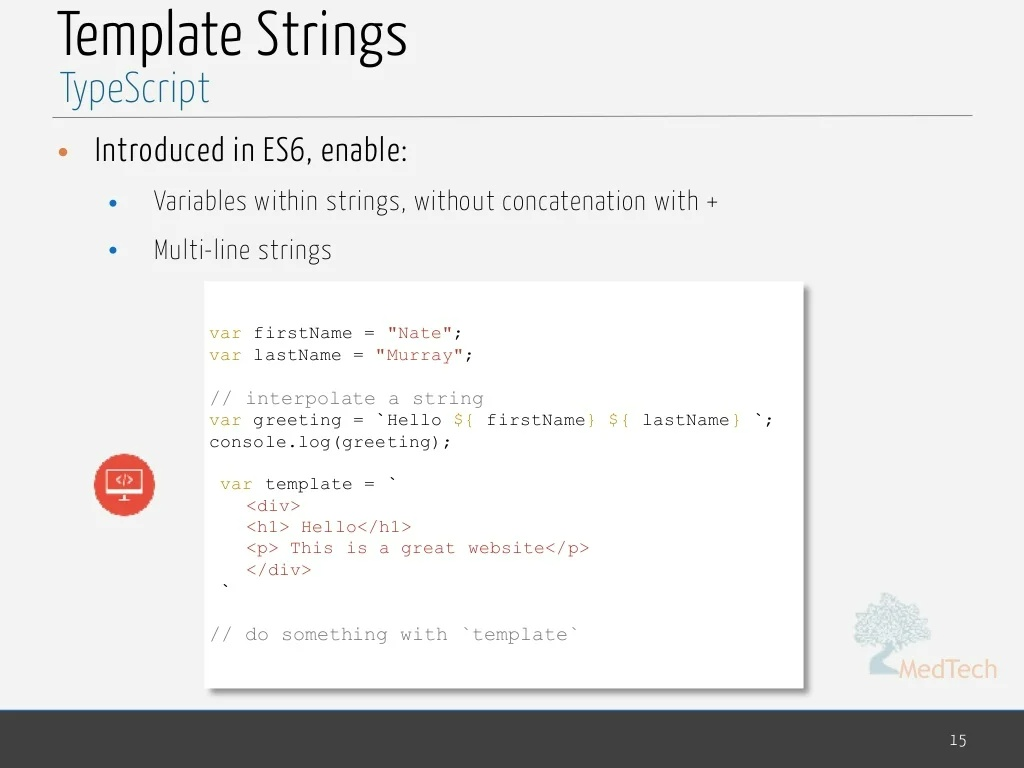 Template Strings
TypeScript
• Introduced in ES6, enable:
• Variables within strings, without concatenation with +
• Multi-line strings
var firstName = "Nate";
var lastName = "Murray";
// interpolate a string
var greeting = `Hello ${ firstName} ${ lastName} `;
console.log(greeting);
</>
var template = `
<div>
<h1> Hello</h1>
<p> This is a great website</p>
</div>
`
// do something with `template`
MedTech
15